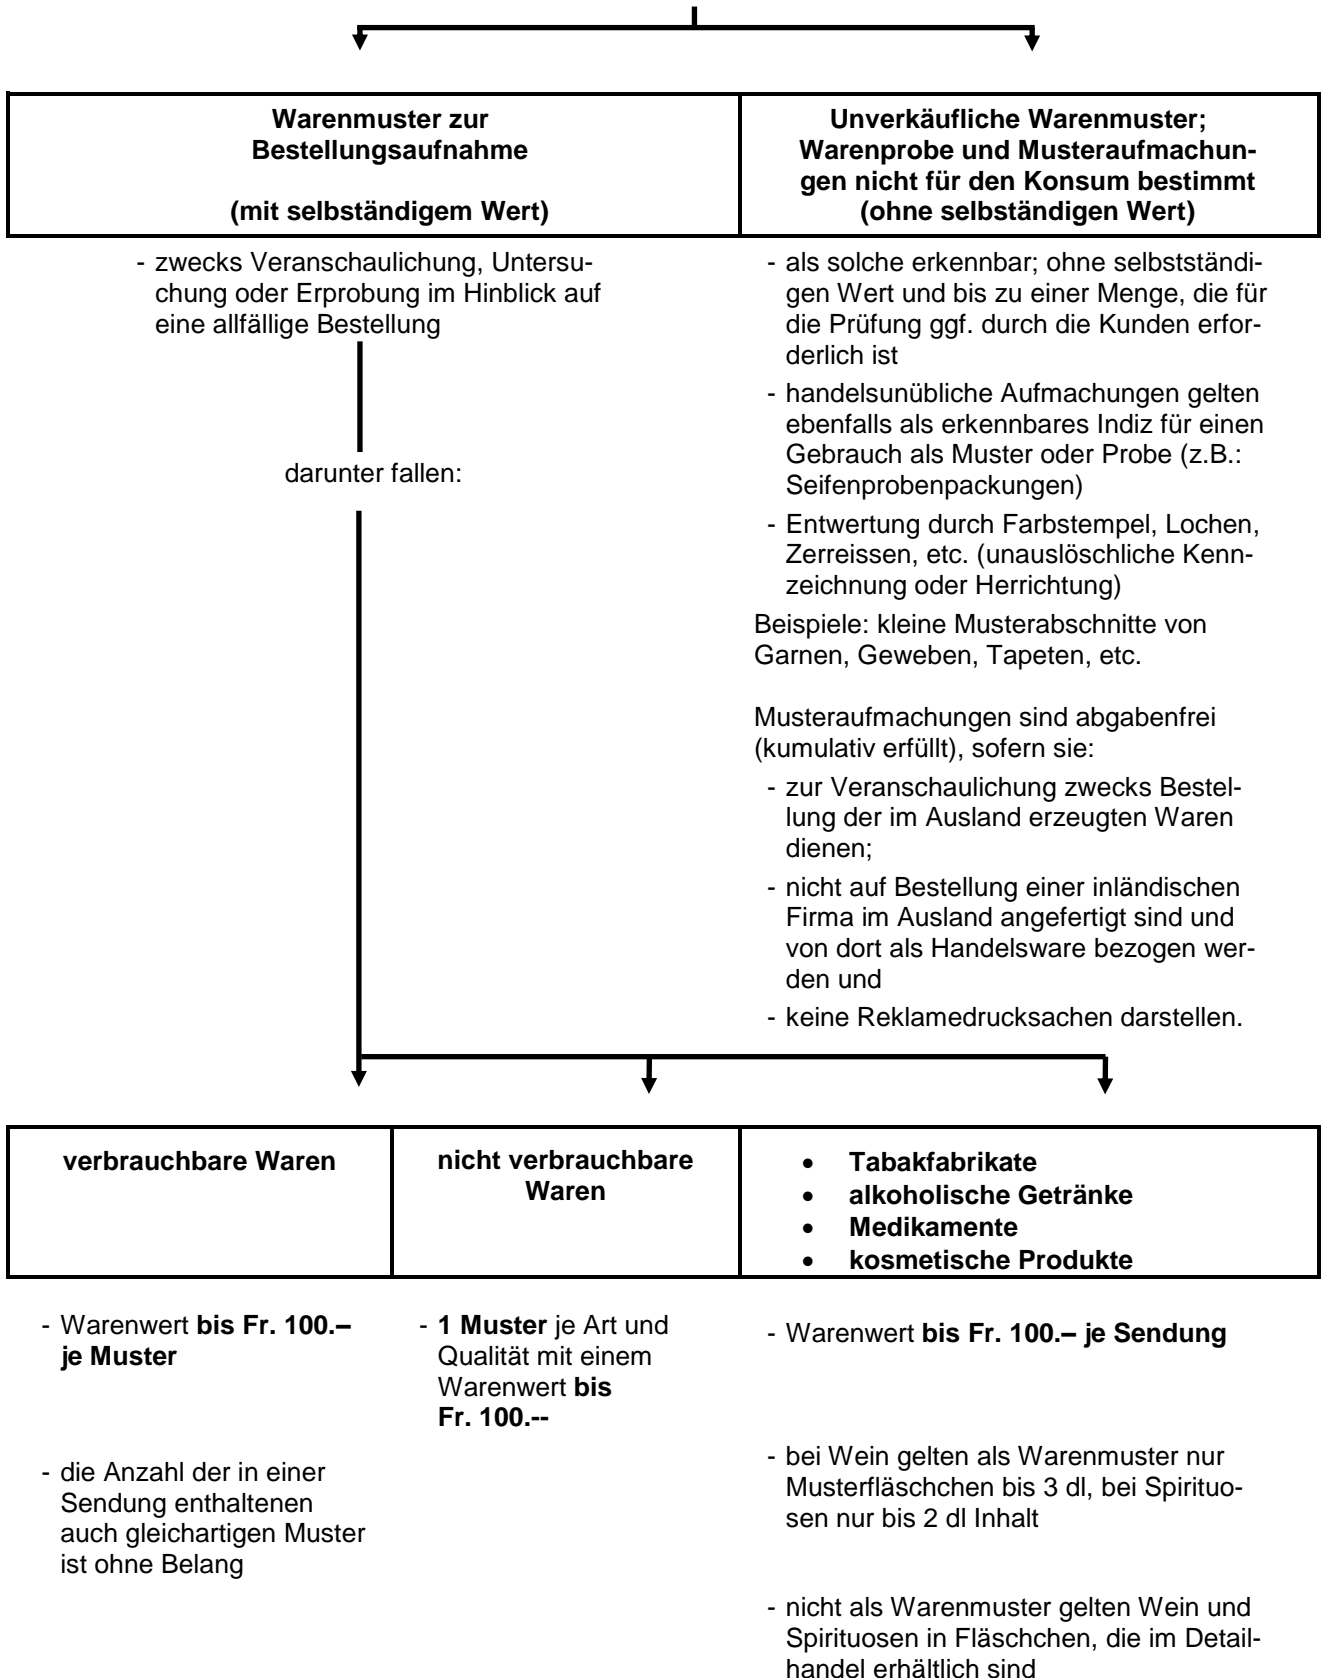 Warenmuster zur
Bestellungsaufnahme
(mit selbständigem Wert)
Unverkäufliche Warenmuster;
Warenprobe und Musteraufmachun-
gen nicht für den Konsum bestimmt
(ohne selbständigen Wert)
- zwecks Veranschaulichung, Untersu-
chung oder Erprobung im Hinblick auf
eine allfällige Bestellung
darunter fallen:
- als solche erkennbar; ohne selbstständi-
gen Wert und bis zu einer Menge, die für
die Prüfung ggf. durch die Kunden erfor-
derlich ist
- handelsunübliche Aufmachungen gelten
ebenfalls als erkennbares Indiz für einen
Gebrauch als Muster oder Probe (z.B.:
Seifenprobenpackungen)
- Entwertung durch Farbstempel, Lochen,
Zerreissen, etc. (unauslöschliche Kenn-
zeichnung oder Herrichtung)
Beispiele: kleine Musterabschnitte von
Garnen, Geweben, Tapeten, etc.
Musteraufmachungen sind abgabenfrei
(kumulativ erfüllt), sofern sie:
- zur Veranschaulichung zwecks Bestel-
lung der im Ausland erzeugten Waren
dienen;
- nicht auf Bestellung einer inländischen
Firma im Ausland angefertigt sind und
von dort als Handelsware bezogen wer-
den und
- keine Reklamedrucksachen darstellen.
verbrauchbare Waren
nicht verbrauchbare
Waren
• Tabakfabrikate
• alkoholische Getränke
• Medikamente
• kosmetische Produkte
- Warenwert bis Fr. 100.–
je Muster
- die Anzahl der in einer
Sendung enthaltenen
auch gleichartigen Muster
ist ohne Belang
- 1 Muster je Art und
Qualität mit einem
Warenwert bis
Fr. 100.--
- Warenwert bis Fr. 100.– je Sendung
- bei Wein gelten als Warenmuster nur
Musterfläschchen bis 3 dl, bei Spirituo-
sen nur bis 2 dl Inhalt
- nicht als Warenmuster gelten Wein und
Spirituosen in Fläschchen, die im Detail-
handel erhältlich sind